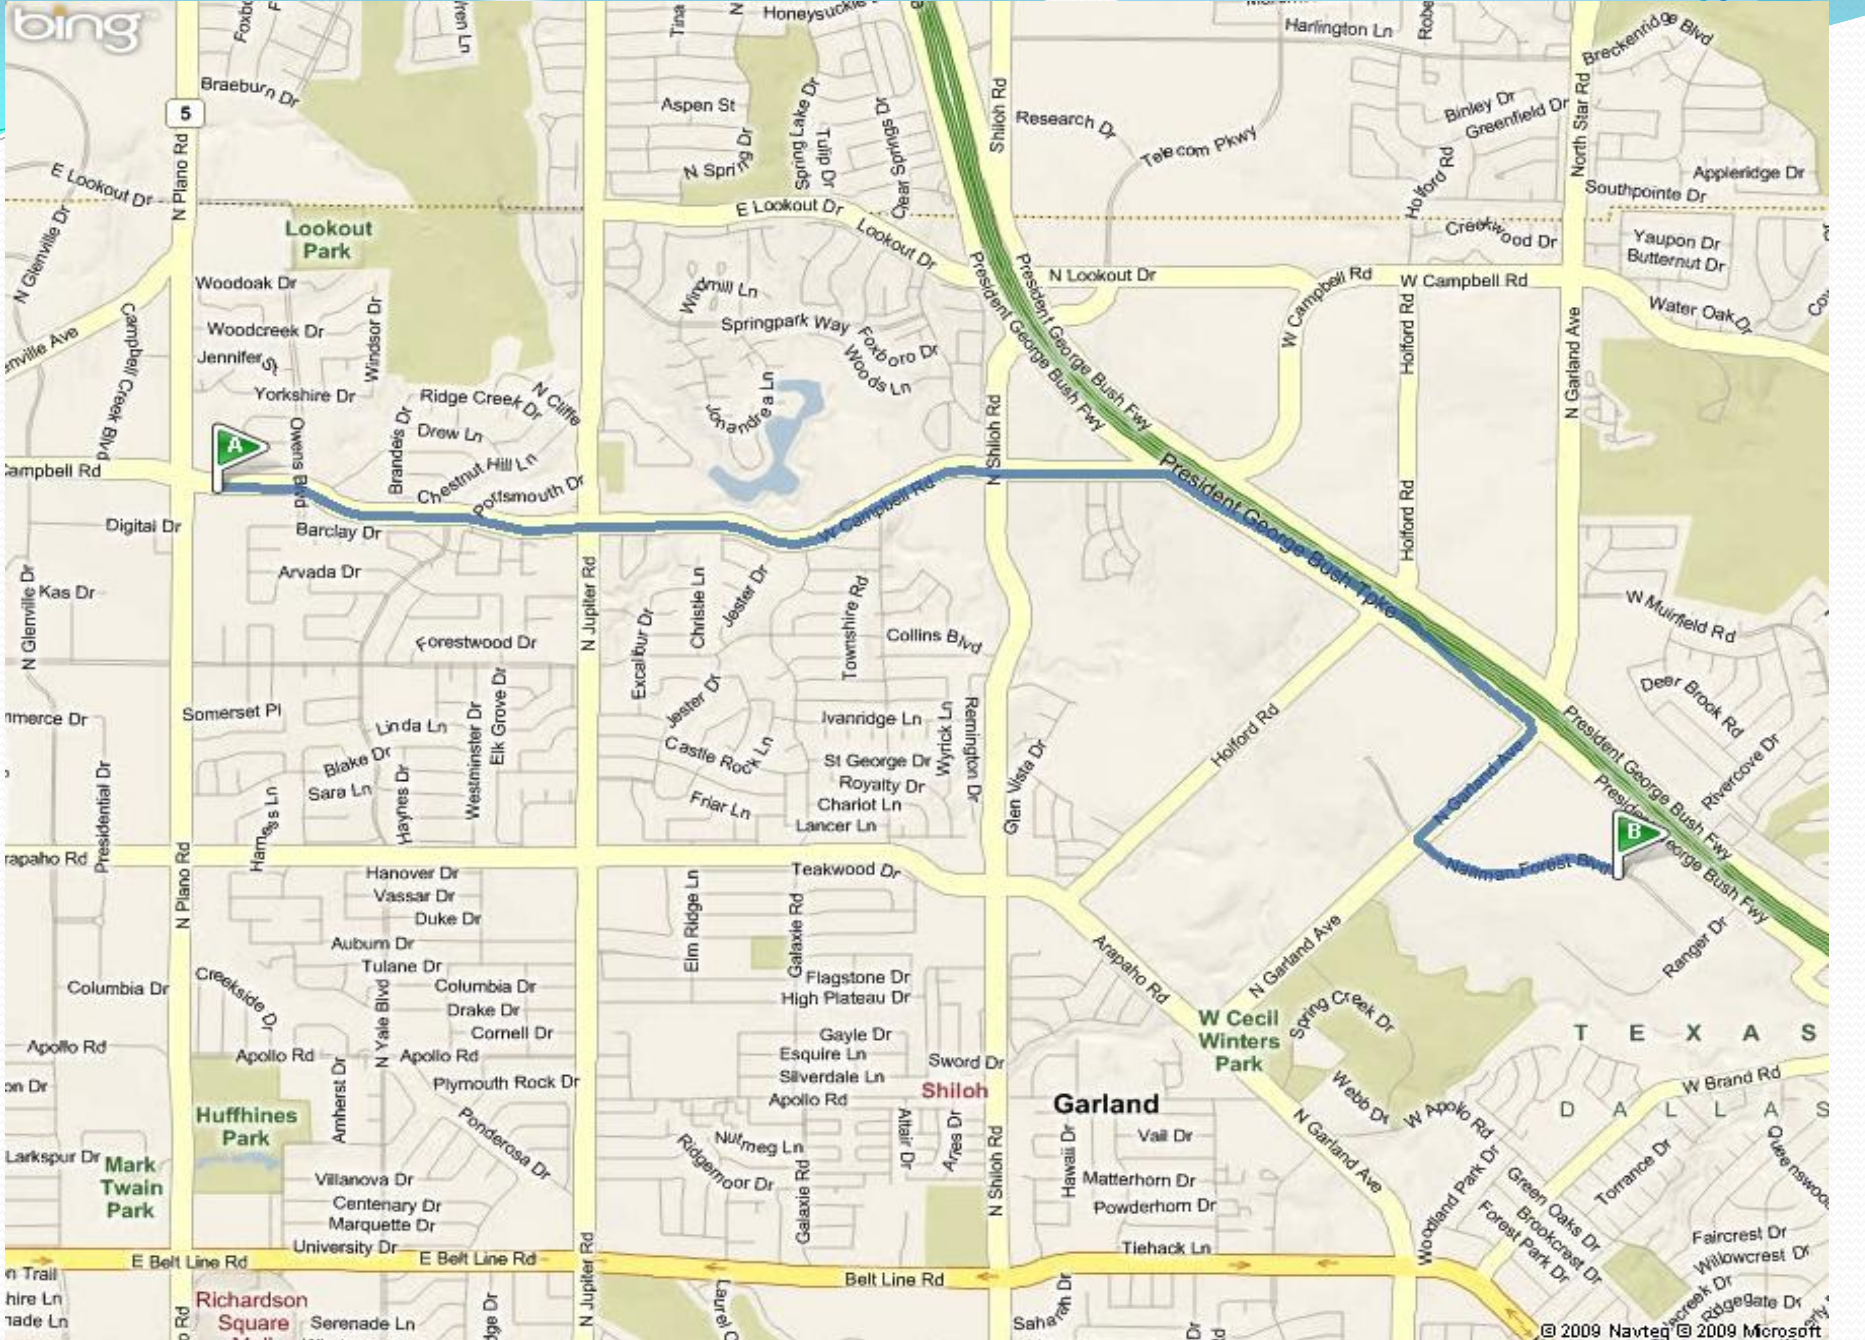 bing
Honeysuckle
Harlington Ln
Breckenridge Blvd
Braeburn Dr
Aspen St
Spring Lake Dr
Tulip Dr
Clear Springs Dr
Shiloh Rd
Research Dr
Telecom Pkwy
Binley Dr
Greenfield Dr
North Star Rd
5
N Plano Rd
N Spring Dr
Holford Rd
Appleridge Dr
Southpointe Dr
E Lookout Dr
E Lookout Dr
Lookout Dr
N Glenville Dr
Lookout
Park
Creekwood Dr
Yaupon Dr
Butternut Dr
Woodoak Dr
Windmill Ln
President George Bush Fwy
President George Bush Fwy
N Lookout Dr
W Campbell Rd
W Campbell Rd
W Campbell Rd
Water Oak Dr
Campbell Creek Blvd
Woodcreek Dr
Windsor Dr
Springpark Way
Foxboro Dr
Woods Ln
Holford Rd
N Garland Ave
Jennifer St
Yorkshire Dr
Ridge Creek Dr
N Cliffe
Jonandrea Ln
N Shiloh Rd
Owens Blvd
Brandeis Dr
Drew Ln
A
Campbell Rd
Chestnut Hill Ln
Pottsmouth Dr
W Campbell Rd
President George Bush Tpke
Holford Rd
Digital Dr
Barclay Dr
Arvada Dr
N Glenville Dr
Kas Dr
N Jupiter Rd
Christie Ln
Jester Dr
Excalibur Dr
Townshire Rd
Collins Blvd
W Muirfield Rd
Forestwood Dr
Deer Brook Rd
Somerset Pl
Linda Ln
Westminster Dr
Elk Grove Dr
Jester Dr
Ivanridge Ln
Wyrick Ln
Remington Dr
Holford Rd
President George Bush Fwy
Rivercove Dr
Blake Dr
Sara Ln
Haynes Dr
Castle Rock Ln
St George Dr
Royalty Dr
Chariot Ln
Lancer Ln
Friar Ln
Glen Vista Dr
N Garland Ave
Presidential Dr
Harness Ln
B
George Bush Fwy
Naaman Forest Blvd
N Plano Rd
Hanover Dr
Vassar Dr
Duke Dr
Teakwood Dr
Elm Ridge Ln
Galaxie Rd
Auburn Dr
Tulane Dr
Arapaho Rd
N Garland Ave
Ranger Dr
Columbia Dr
Creekside Dr
N Yale Blvd
Columbia Dr
Drake Dr
Cornell Dr
Flagstone Dr
High Plateau Dr
Spring Creek Dr
W Cecil
Winters
Park
TEXAS
Apollo Rd
Apollo Rd
Apollo Rd
Gayle Dr
Esquire Ln
Silverdale Ln
Apollo Rd
Sword Dr
Shiloh
Garland
Plymouth Rock Dr
Amherst Dr
Webb Dr
W Apollo Rd
W Brand Rd
DALLAS
Huffhines
Park
Ponderosa Dr
Nutmeg Ln
Ridgemoor Dr
Altair Dr
Aries Dr
N Shiloh Rd
Hawaii Dr
Vail Dr
N Garland Ave
Torrance Dr
Larkspur Dr
Mark
Twain
Park
Villanova Dr
Centenary Dr
Marquette Dr
University Dr
Galaxie Rd
Matterhorn Dr
Powderhorn Dr
Woodland Park Dr
Green Oaks Dr
Brookcrest Dr
Forest Park Dr
Faircrest Dr
Willowcrest Dr
E Belt Line Rd
E Belt Line Rd
N Jupiter Rd
Belt Line Rd
Tiehack Ln
Richardson
Square
Serenade Ln
Sahara Dr
Ridgegate Dr
© 2009 Navteq © 2009 Microsoft